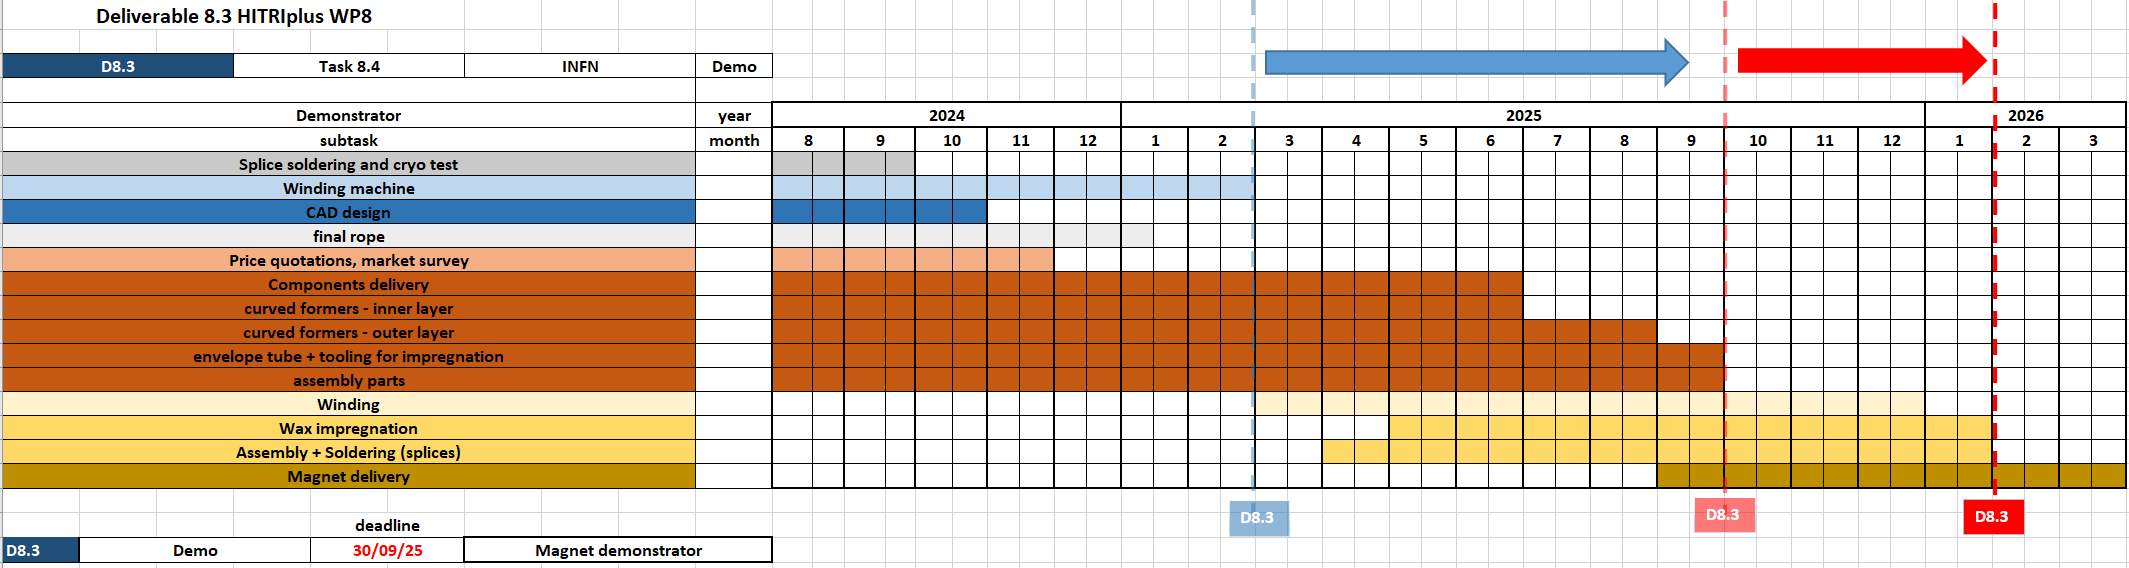 Deliverable 8.3 HITRIplus WP8
D8.3 Task 8.4 INFN Demo
Demonstrator year 2024 2025 2026
subtask month 8 9 10 11 12 1 2 3 4 5 6 7 8 9 10 11 12 1 2 3
Splice soldering and cryo test
Winding machine
CAD design
final rope
Price quotations, market survey
Components delivery
curved formers - inner layer
curved formers - outer layer
envelope tube + tooling for impregnation
assembly parts
Winding
Wax impregnation
Assembly + Soldering (splices)
Magnet delivery
D8.3 D8.3 D8.3
deadline
D8.3 Demo 30/09/25 Magnet demonstrator